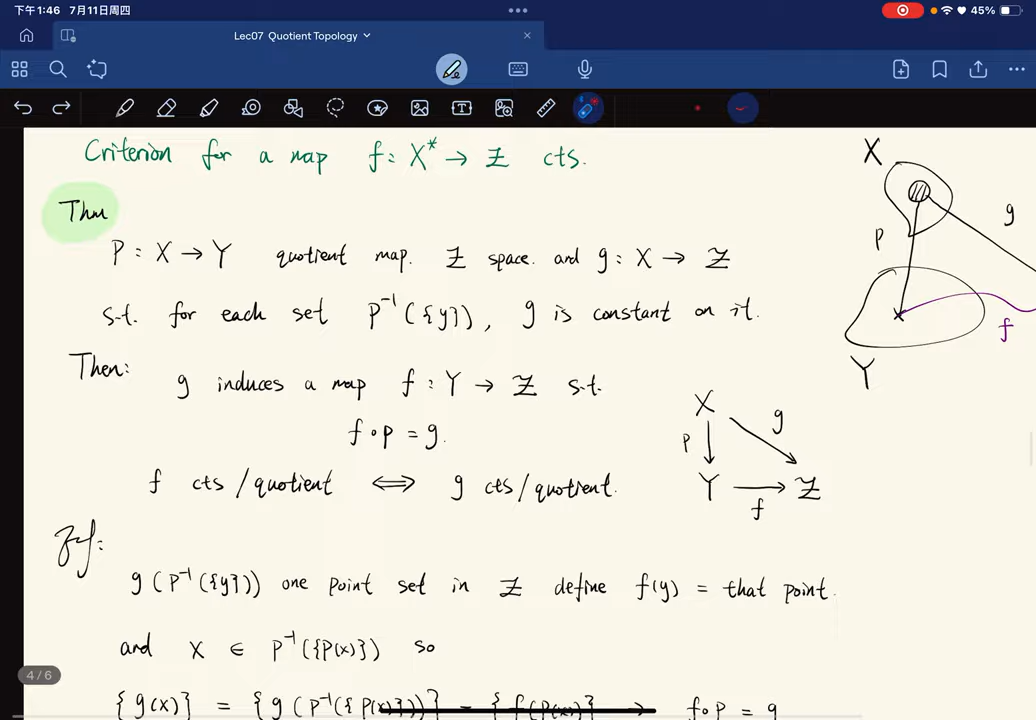 下午1:46 7月11日周四
45%
Lec07 Quotient Topology
Criterion for a map f : X* → Z cts.
Thm
P : X → Y quotient map. Z space. and g : X → Z
s.t. for each set P⁻¹({y}), g is constant on it.
Then:
g induces a map f : Y → Z s.t.
f∘p = g.
f cts/quotient ⟺ g cts/quotient.
X
g
P
f
Y
X
g
P
Y → Z
f
Pf:
g(P⁻¹({y})) one point set in Z define f(y) = that point.
and x ∈ P⁻¹({P(x)}) so
{g(x)} = {g(P⁻¹({P(x)}))} = {f(P(x))} → f∘p = g
4 / 6